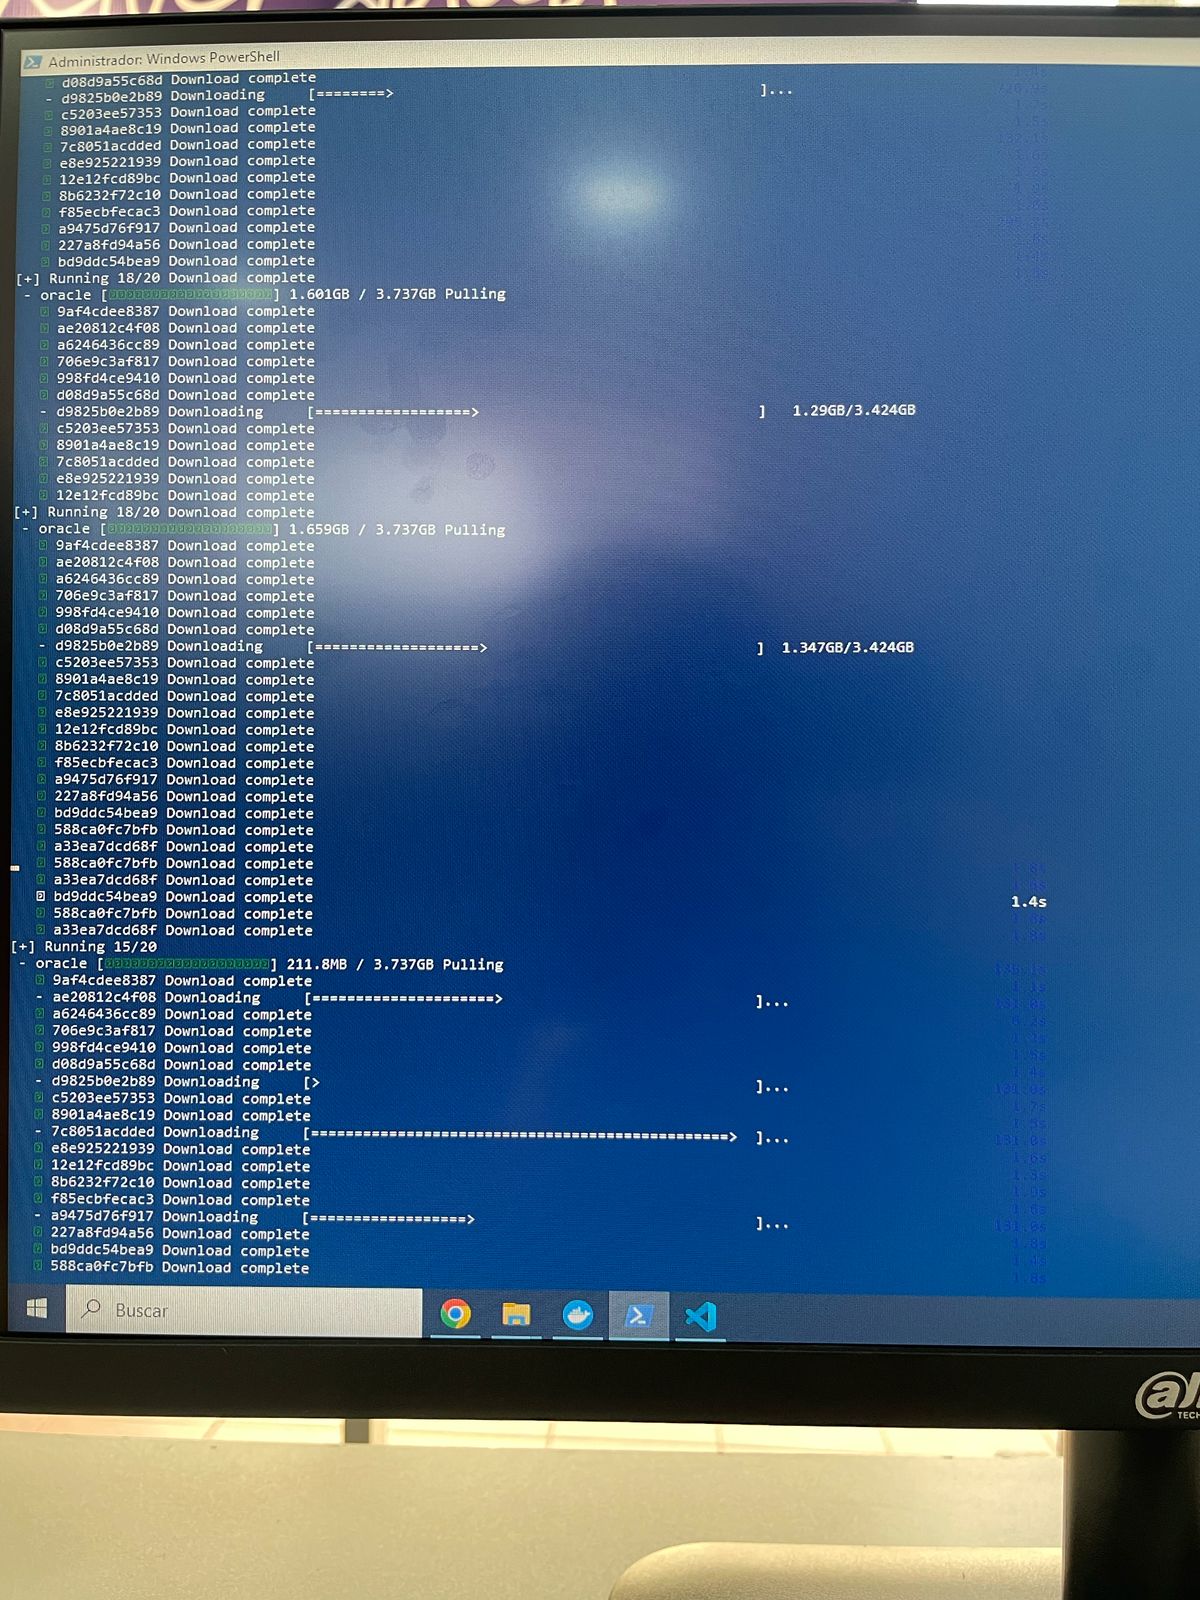 Administrador: Windows PowerShell
d08d9a55c68d Download complete
- d9825b0e2b89 Downloading [========> ]...
c5203ee57353 Download complete
8901a4ae8c19 Download complete
7c8051acdded Download complete
e8e925221939 Download complete
12e12fcd89bc Download complete
8b6232f72c10 Download complete
f85ecbfecac3 Download complete
a9475d76f917 Download complete
227a8fd94a56 Download complete
bd9ddc54bea9 Download complete
[+] Running 18/20 Download complete
- oracle [ ] 1.601GB / 3.737GB Pulling
9af4cdee8387 Download complete
ae20812c4f08 Download complete
a6246436cc89 Download complete
706e9c3af817 Download complete
998fd4ce9410 Download complete
d08d9a55c68d Download complete
- d9825b0e2b89 Downloading [==================> ] 1.29GB/3.424GB
c5203ee57353 Download complete
8901a4ae8c19 Download complete
7c8051acdded Download complete
e8e925221939 Download complete
12e12fcd89bc Download complete
[+] Running 18/20 Download complete
- oracle [ ] 1.659GB / 3.737GB Pulling
9af4cdee8387 Download complete
ae20812c4f08 Download complete
a6246436cc89 Download complete
706e9c3af817 Download complete
998fd4ce9410 Download complete
d08d9a55c68d Download complete
- d9825b0e2b89 Downloading [===================> ] 1.347GB/3.424GB
c5203ee57353 Download complete
8901a4ae8c19 Download complete
7c8051acdded Download complete
e8e925221939 Download complete
12e12fcd89bc Download complete
8b6232f72c10 Download complete
f85ecbfecac3 Download complete
a9475d76f917 Download complete
227a8fd94a56 Download complete
bd9ddc54bea9 Download complete
588ca0fc7bfb Download complete
a33ea7dcd68f Download complete
588ca0fc7bfb Download complete
a33ea7dcd68f Download complete
bd9ddc54bea9 Download complete 1.4s
588ca0fc7bfb Download complete
a33ea7dcd68f Download complete
[+] Running 15/20
- oracle [ ] 211.8MB / 3.737GB Pulling
9af4cdee8387 Download complete
- ae20812c4f08 Downloading [=====================> ]...
a6246436cc89 Download complete
706e9c3af817 Download complete
998fd4ce9410 Download complete
d08d9a55c68d Download complete
- d9825b0e2b89 Downloading [> ]...
c5203ee57353 Download complete
8901a4ae8c19 Download complete
- 7c8051acdded Downloading [================================================> ]...
e8e925221939 Download complete
12e12fcd89bc Download complete
8b6232f72c10 Download complete
f85ecbfecac3 Download complete
- a9475d76f917 Downloading [==================> ]...
227a8fd94a56 Download complete
bd9ddc54bea9 Download complete
588ca0fc7bfb Download complete
Buscar